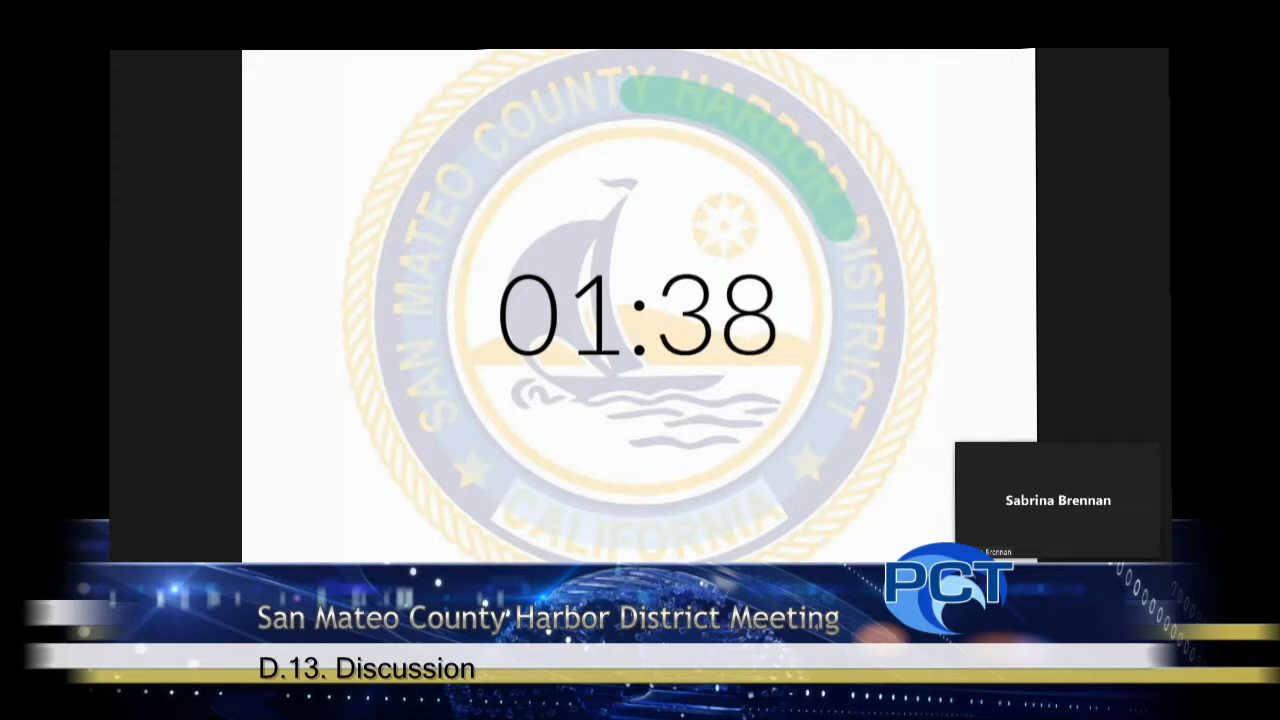 SAN MATEO COUNTY HARBOR DISTRICT
01:38
CALIFORNIA
Sabrina Brennan
Brennan
PCT
San Mateo County Harbor District Meeting
D.13. Discussion